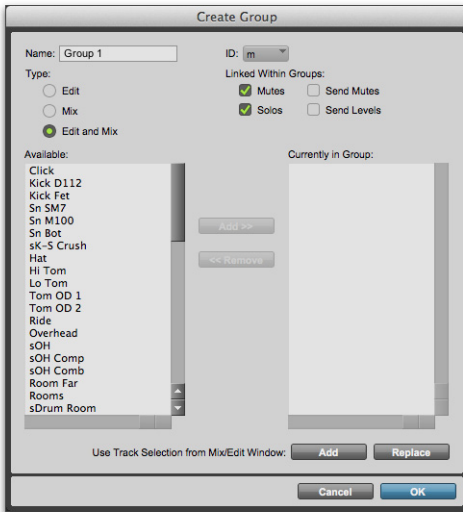 Create Group
Name: Group 1 ID: m
Type: Linked Within Groups:
Edit Mutes Send Mutes
Mix Solos Send Levels
Edit and Mix
Available: Currently in Group:
Click
Kick D112
Kick Fet
Sn SM7
Sn M100
Sn Bot
sK-S Crush
Hat
Hi Tom
Lo Tom
Tom OD 1
Tom OD 2
Ride
Overhead
sOH
sOH Comp
sOH Comb
Room Far
Rooms
sDrum Room
Add >>
<< Remove
Use Track Selection from Mix/Edit Window: Add Replace
Cancel OK